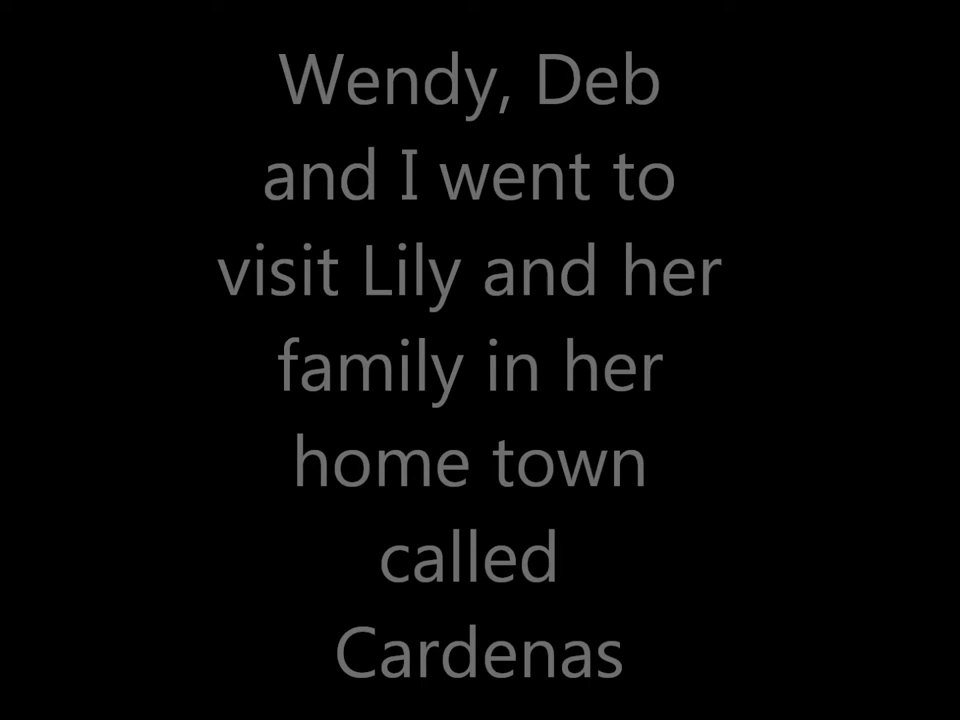 Wendy, Deb
and I went to
visit Lily and her
family in her
home town
called
Cardenas